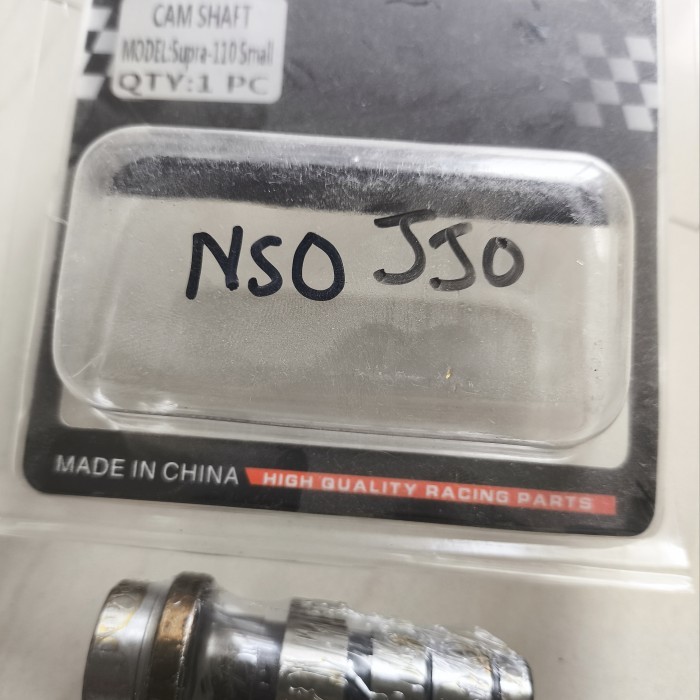 CAM SHAFT
MODEL:Supra-110 Small
QTY:1 PC
NSO JJO
MADE IN CHINA HIGH QUALITY RACING PARTS